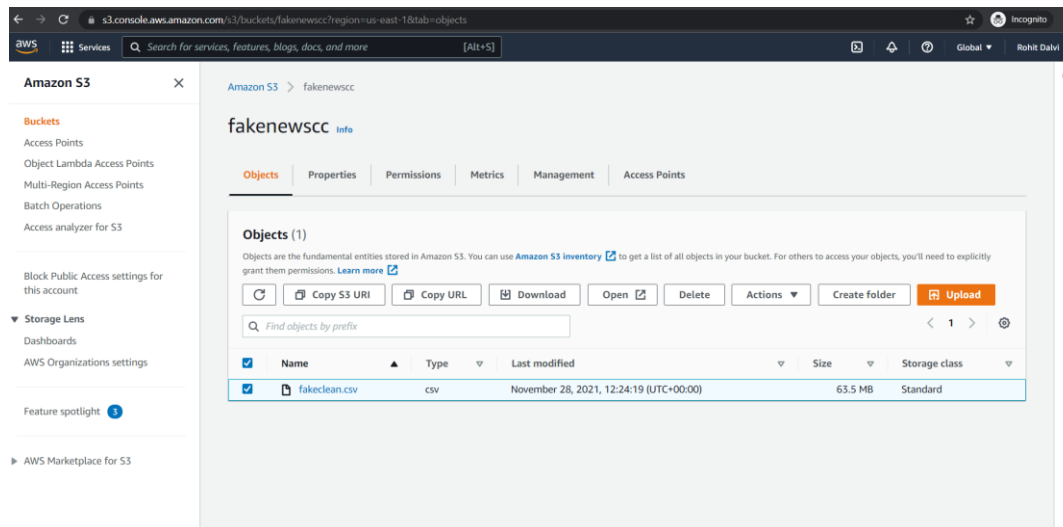 s3.console.aws.amazon.com/s3/buckets/fakenewscc?region=us-east-1&tab=objects
Incognito
aws
Services
Search for services, features, blogs, docs, and more
[Alt+S]
Global ▼
Rohit Dalvi
Amazon S3
Buckets
Access Points
Object Lambda Access Points
Multi-Region Access Points
Batch Operations
Access analyzer for S3
Block Public Access settings for
this account
▼ Storage Lens
Dashboards
AWS Organizations settings
Feature spotlight 3
▶ AWS Marketplace for S3
Amazon S3 > fakenewscc
fakenewscc Info
Objects
Properties
Permissions
Metrics
Management
Access Points
Objects (1)
Objects are the fundamental entities stored in Amazon S3. You can use Amazon S3 inventory to get a list of all objects in your bucket. For others to access your objects, you'll need to explicitly
grant them permissions. Learn more
Copy S3 URI
Copy URL
Download
Open
Delete
Actions ▼
Create folder
Upload
Find objects by prefix
< 1 >
Name ▲ Type Last modified Size Storage class
fakeclean.csv csv November 28, 2021, 12:24:19 (UTC+00:00) 63.5 MB Standard